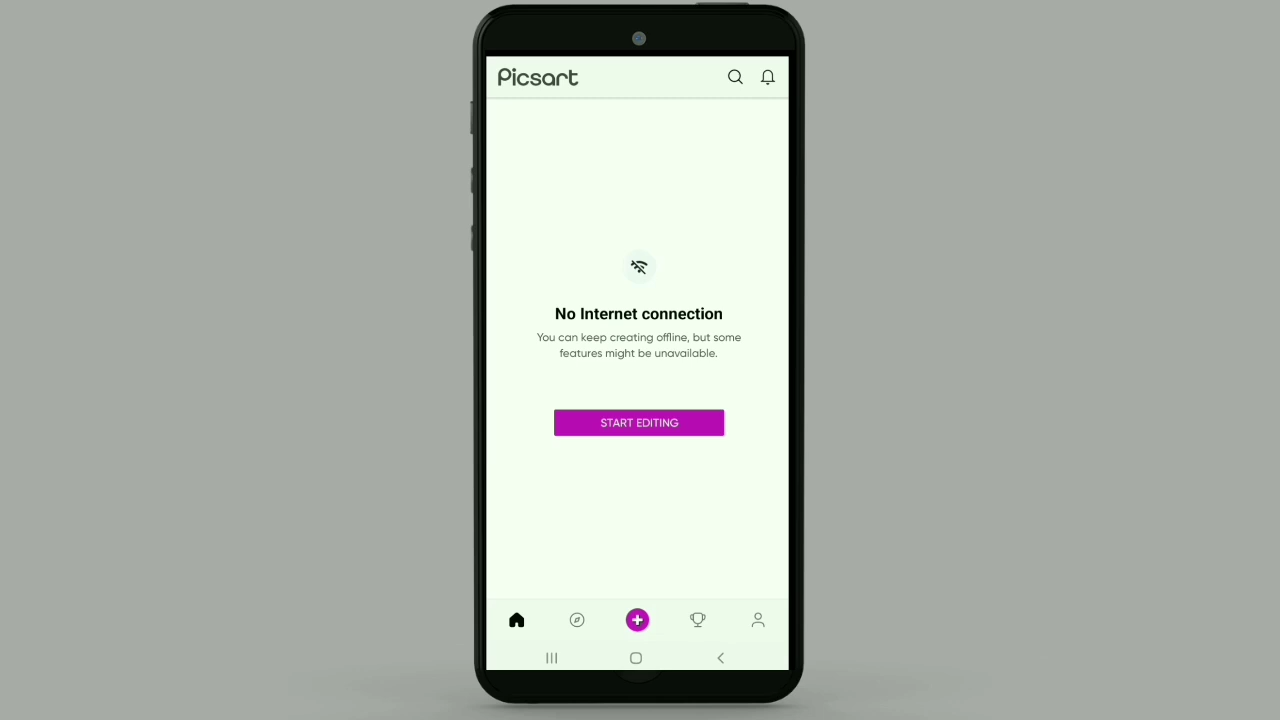 Picsart
No Internet connection
You can keep creating offline, but some
features might be unavailable.
START EDITING